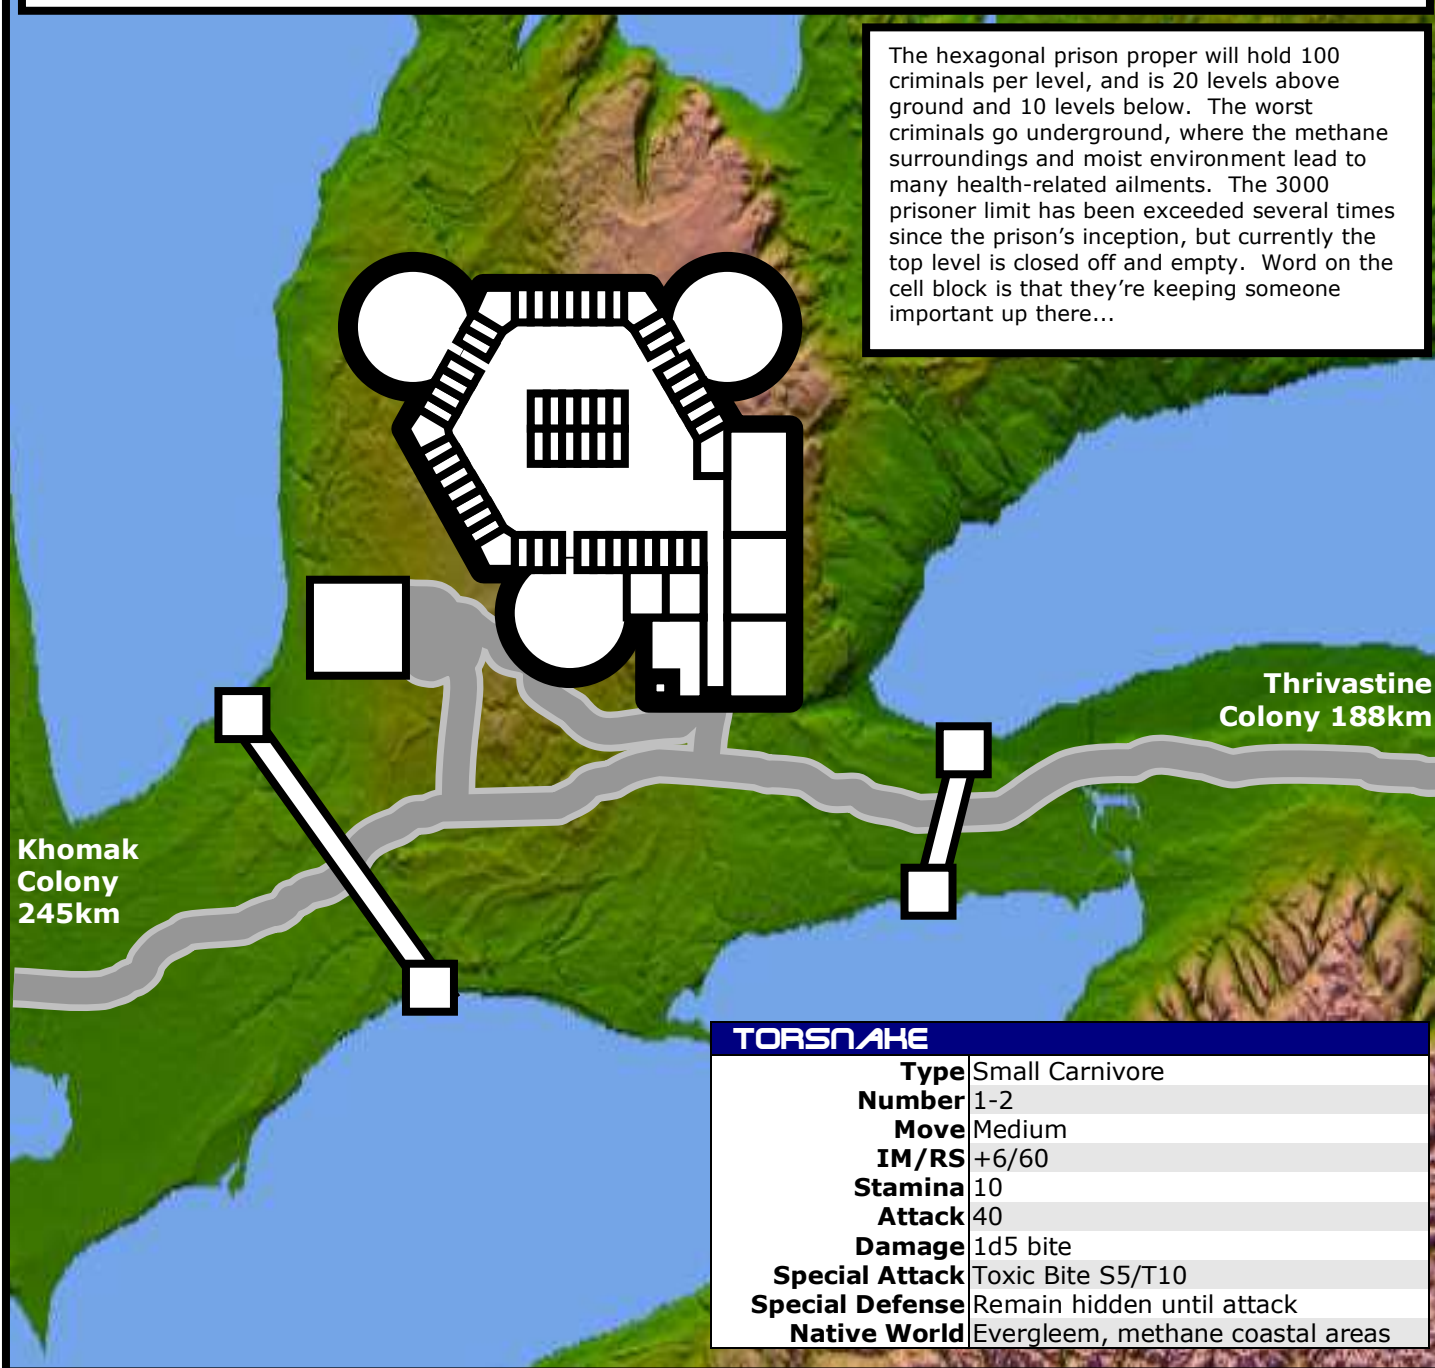 The hexagonal prison proper will hold 100
criminals per level, and is 20 levels above
ground and 10 levels below.  The worst
criminals go underground, where the methane
surroundings and moist environment lead to
many health-related ailments.  The 3000
prisoner limit has been exceeded several times
since the prison's inception, but currently the
top level is closed off and empty.  Word on the
cell block is that they're keeping someone
important up there...
Thrivastine
Colony 188km
Khomak
Colony
245km
TORSNAKE
Type Small Carnivore
Number 1-2
Move Medium
IM/RS +6/60
Stamina 10
Attack 40
Damage 1d5 bite
Special Attack Toxic Bite S5/T10
Special Defense Remain hidden until attack
Native World Evergleem, methane coastal areas